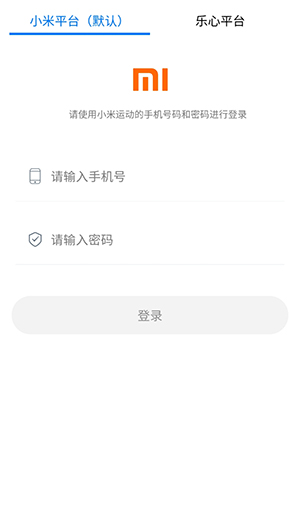 小米平台（默认） 乐心平台
mi
请使用小米运动的手机号码和密码进行登录
请输入手机号
请输入密码
登录